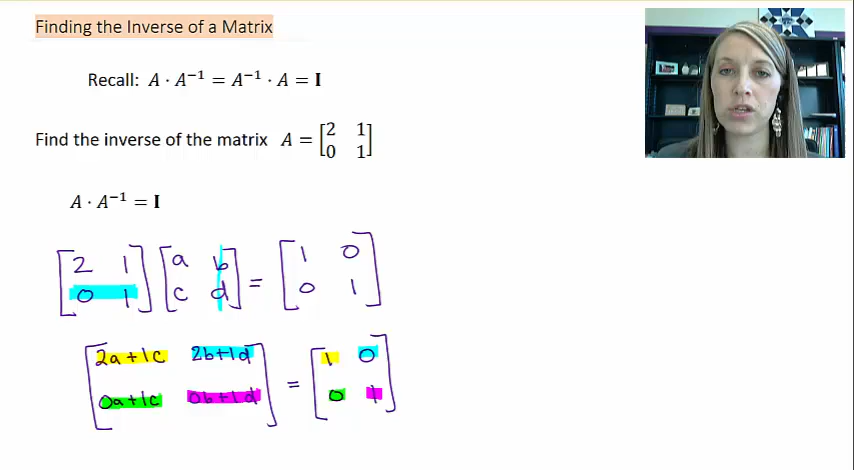 Finding the Inverse of a Matrix
Recall: A · A⁻¹ = A⁻¹ · A = I
Find the inverse of the matrix A = [2 1
0 1]
A · A⁻¹ = I
[2 1 [a b = [1 0
0 1] c d] 0 1]
[2a+1c 2b+1d = [1 0
0a+1c 0b+1d] 0 1]